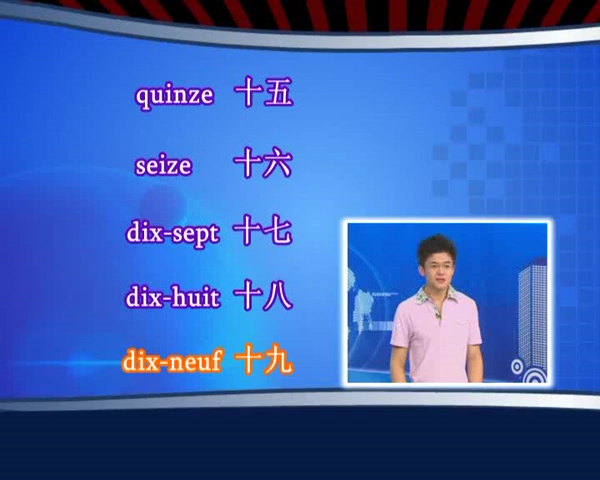 quinze 十五
seize 十六
dix-sept 十七
dix-huit 十八
dix-neuf 十九